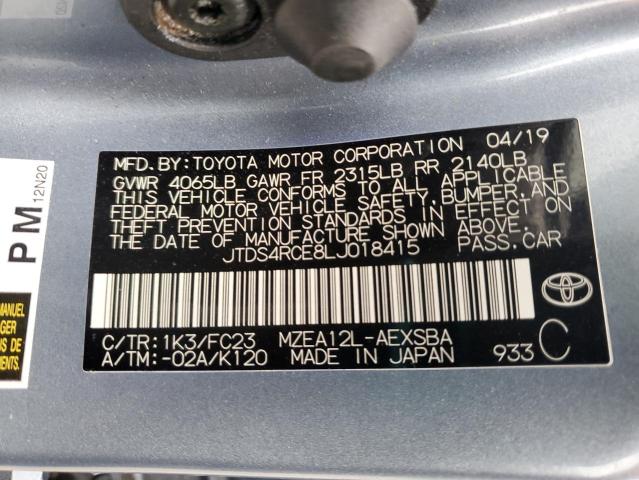 MFD.BY:TOYOTA MOTOR CORPORATION 04/19
GVWR 4065LB GAWR FR 2315LB RR 2140LB
THIS VEHICLE CONFORMS TO ALL APPLICABLE
FEDERAL MOTOR VEHICLE SAFETY,BUMPER,AND
THEFT PREVENTION STANDARDS IN EFFECT ON
THE DATE OF MANUFACTURE SHOWN ABOVE.
JTDS4RCE8LJ018415 PASS.CAR
C/TR:1K3/FC23 MZEA12L-AEXSBA
A/TM:-02A/K120 MADE IN JAPAN 933 C
PM 12N20
MANUAL